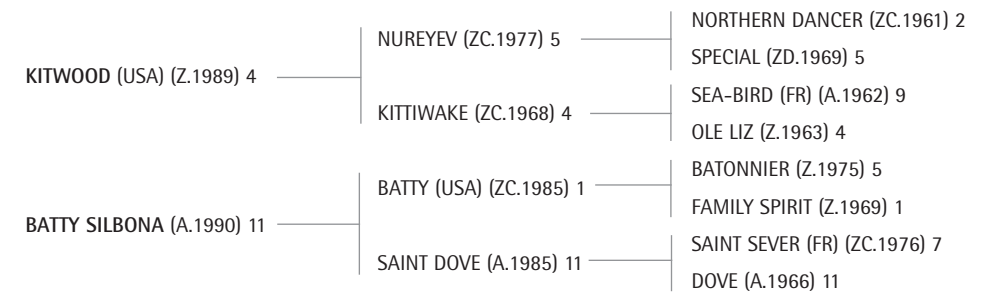 NORTHERN DANCER (ZC.1961) 2
NUREYEV (ZC.1977) 5
SPECIAL (ZD.1969) 5
KITWOOD (USA) (Z.1989) 4
SEA-BIRD (FR) (A.1962) 9
KITTIWAKE (ZC.1968) 4
OLE LIZ (Z.1963) 4
BATONNIER (Z.1975) 5
BATTY (USA) (ZC.1985) 1
FAMILY SPIRIT (Z.1969) 1
BATTY SILBONA (A.1990) 11
SAINT SEVER (FR) (ZC.1976) 7
SAINT DOVE (A.1985) 11
DOVE (A.1966) 11